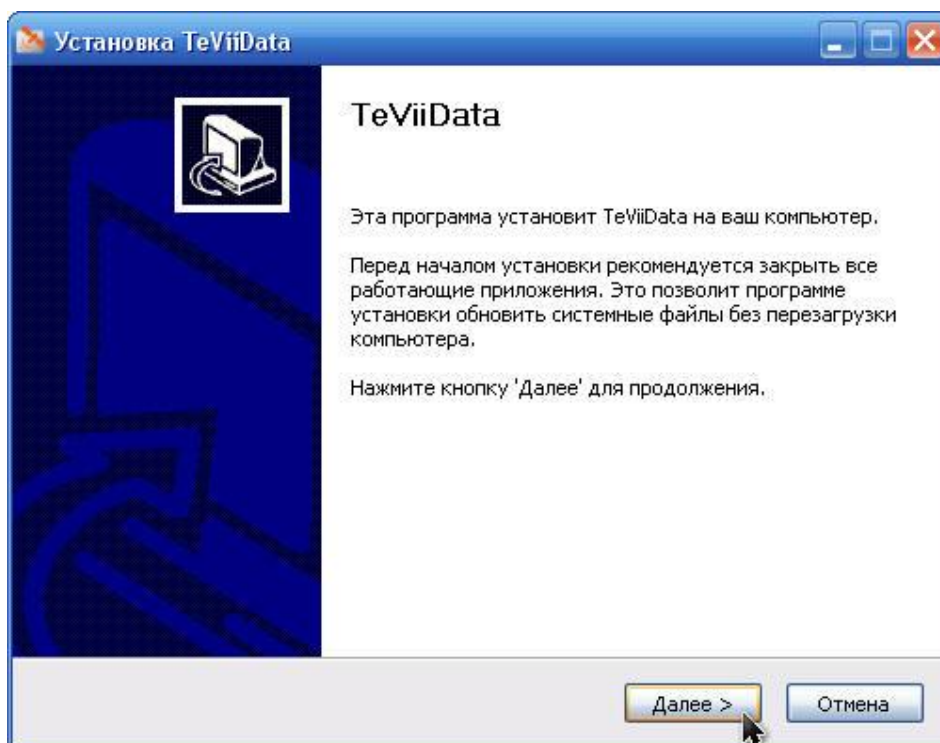 Установка TeViiData
TeViiData
Эта программа установит TeViiData на ваш компьютер.
Перед началом установки рекомендуется закрыть все
работающие приложения. Это позволит программе
установки обновить системные файлы без перезагрузки
компьютера.
Нажмите кнопку 'Далее' для продолжения.
Далее >
Отмена